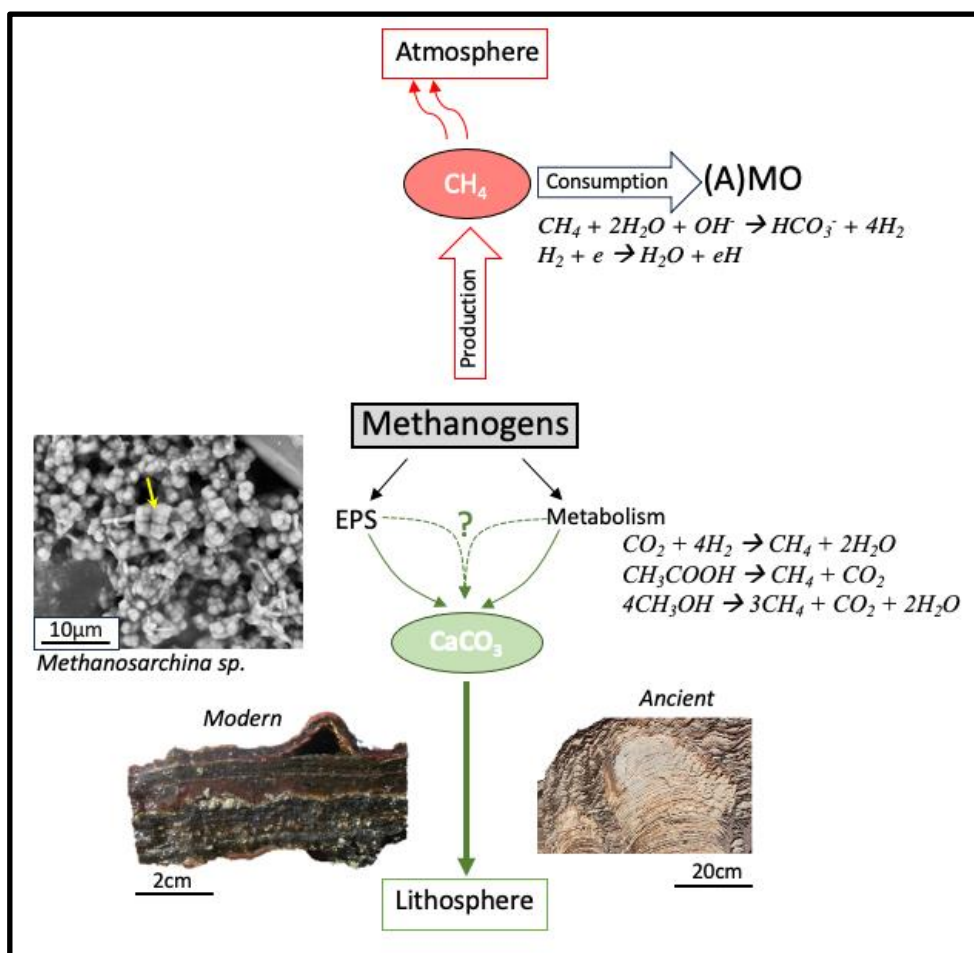 Atmosphere
CH₄
Consumption
(A)MO
CH₄ + 2H₂O + OH⁻ → HCO₃⁻ + 4H₂
H₂ + e → H₂O + eH
Production
Methanogens
EPS
?
Metabolism
CO₂ + 4H₂ → CH₄ + 2H₂O
CH₃COOH → CH₄ + CO₂
4CH₃OH → 3CH₄ + CO₂ + 2H₂O
10µm
Methanosarchina sp.
CaCO₃
Modern
Ancient
2cm
20cm
Lithosphere